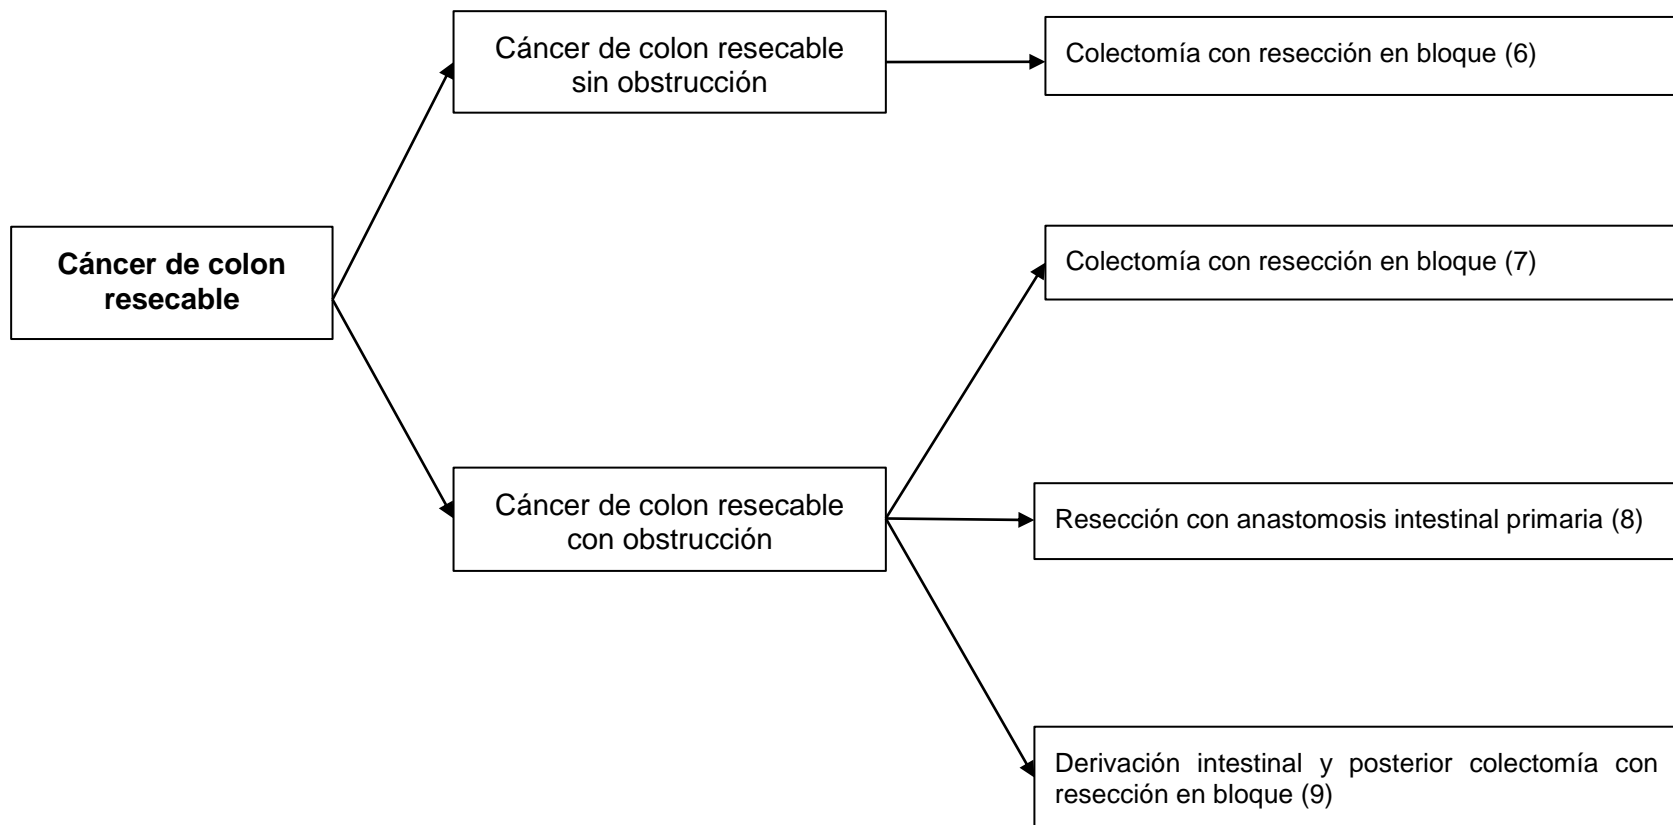 Cáncer de colon resecable
sin obstrucción
Colectomía con resección en bloque (6)
Cáncer de colon
resecable
Colectomía con resección en bloque (7)
Cáncer de colon resecable
con obstrucción
Resección con anastomosis intestinal primaria (8)
Derivación intestinal y posterior colectomía con
resección en bloque (9)